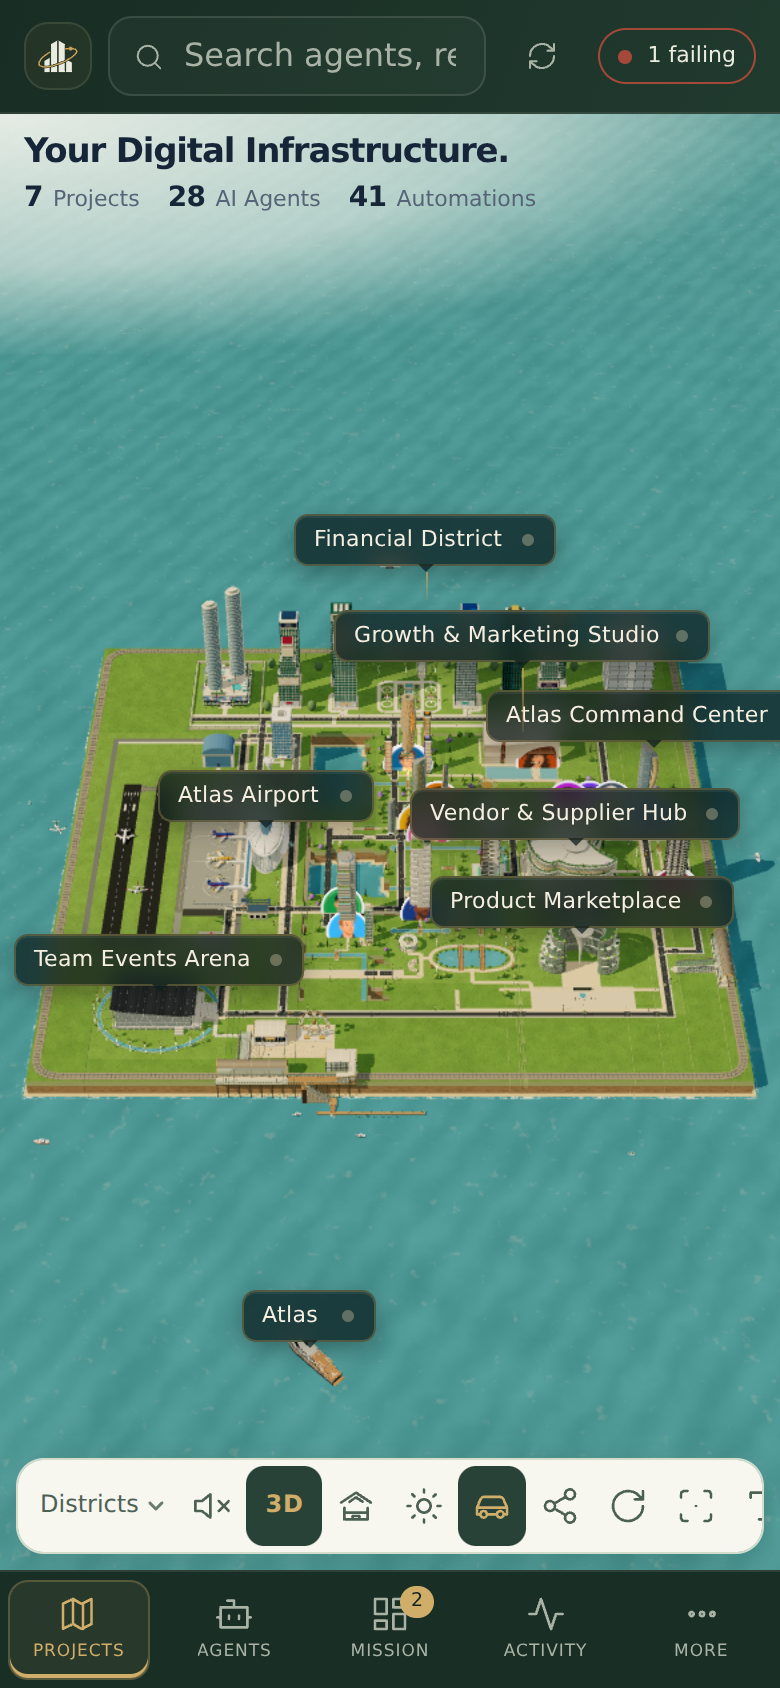 Search agents, re
1 failing
Your Digital Infrastructure.
7 Projects 28 AI Agents 41 Automations
Financial District
Growth & Marketing Studio
Atlas Command Center
Atlas Airport
Vendor & Supplier Hub
Product Marketplace
Team Events Arena
Atlas
Districts
3D
2
PROJECTS
AGENTS
MISSION
ACTIVITY
MORE